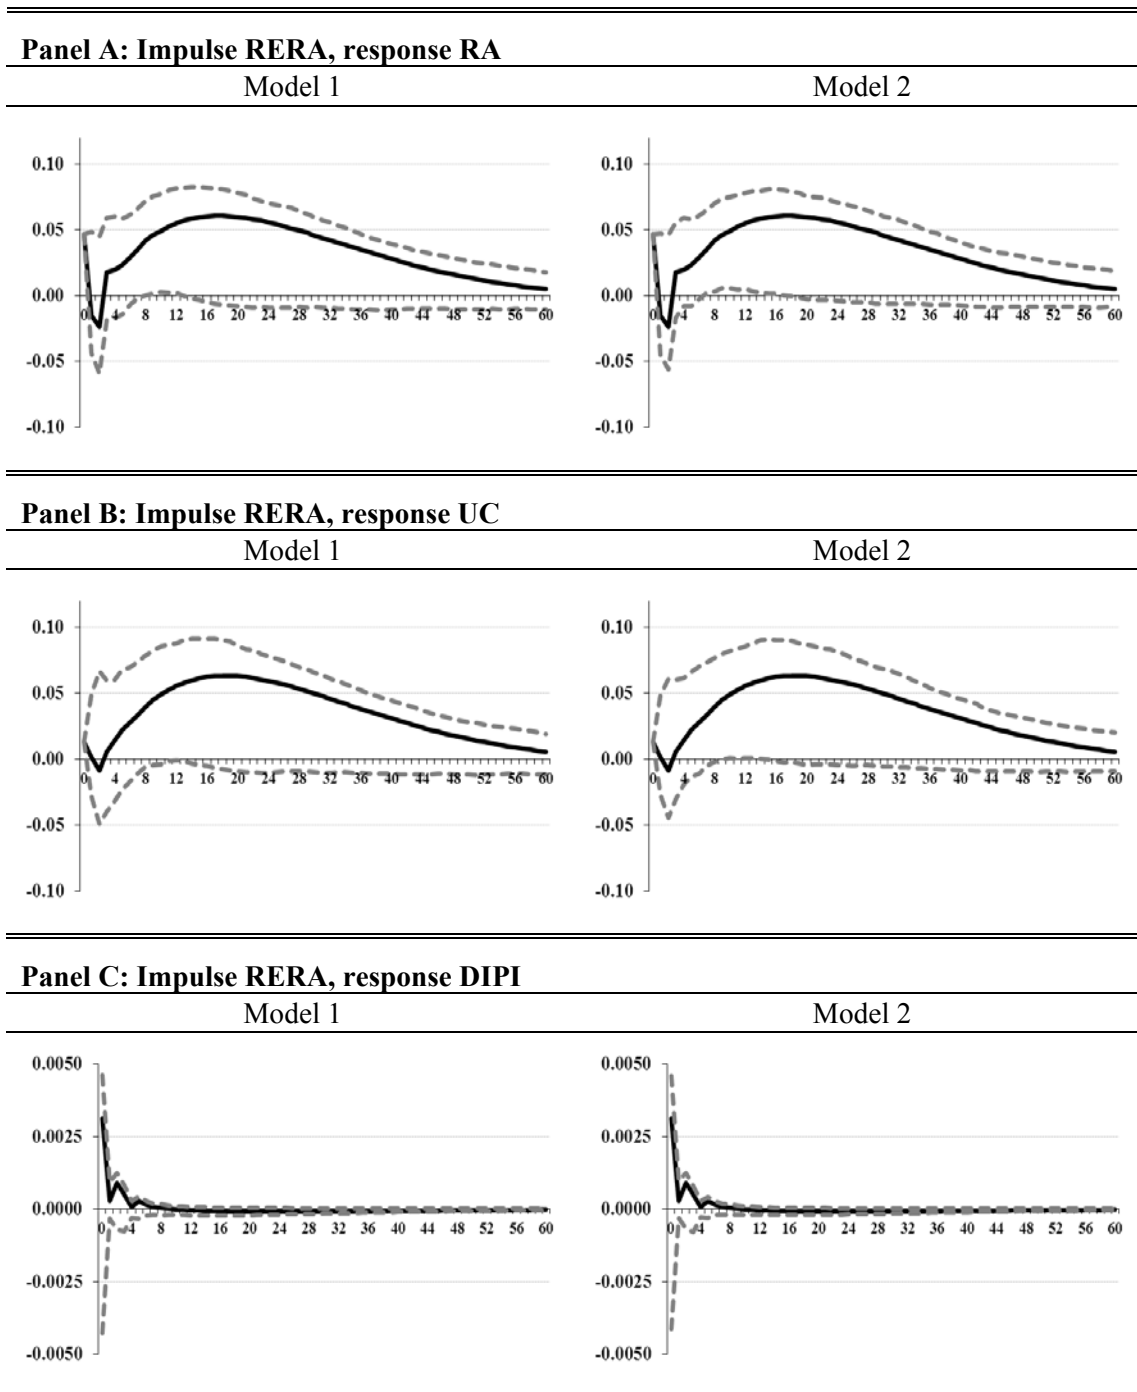 Panel A: Impulse RERA, response RA
Model 1 Model 2
0.10 0.10
0.05 0.05
0.00 0.00
0 4 8 12 16 20 24 28 32 36 40 44 48 52 56 60 0 4 8 12 16 20 24 28 32 36 40 44 48 52 56 60
-0.05 -0.05
-0.10 -0.10
Panel B: Impulse RERA, response UC
Model 1 Model 2
0.10 0.10
0.05 0.05
0.00 0.00
0 4 8 12 16 20 24 28 32 36 40 44 48 52 56 60 0 4 8 12 16 20 24 28 32 36 40 44 48 52 56 60
-0.05 -0.05
-0.10 -0.10
Panel C: Impulse RERA, response DIPI
Model 1 Model 2
0.0050 0.0050
0.0025 0.0025
0.0000 0.0000
0 4 8 12 16 20 24 28 32 36 40 44 48 52 56 60 0 4 8 12 16 20 24 28 32 36 40 44 48 52 56 60
-0.0025 -0.0025
-0.0050 -0.0050